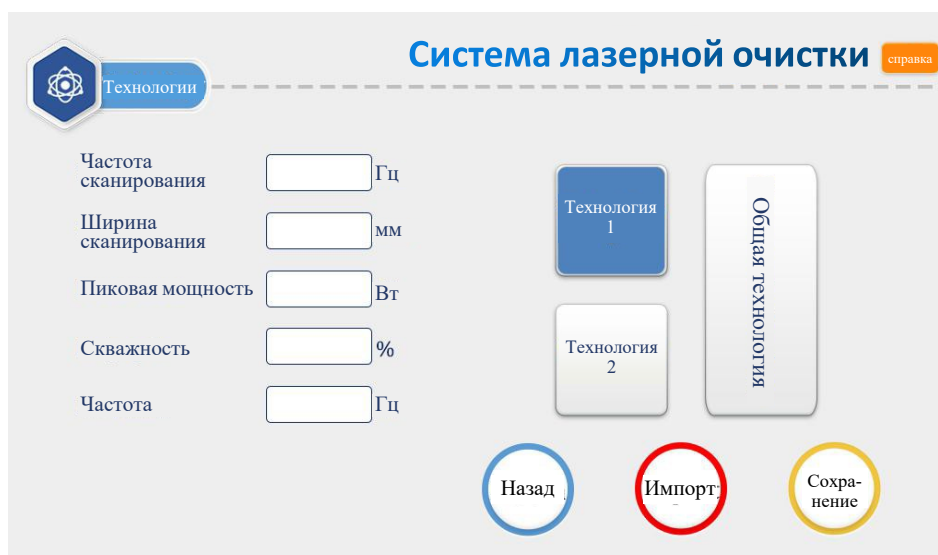 Система лазерной очистки
справка
Технологии
Частота
сканирования
Гц
Ширина
сканирования
мм
Пиковая мощность
Вт
Скважность
%
Частота
Гц
Технология
1
Технология
2
Общая технология
Назад
Импорт
Сохра-
нение